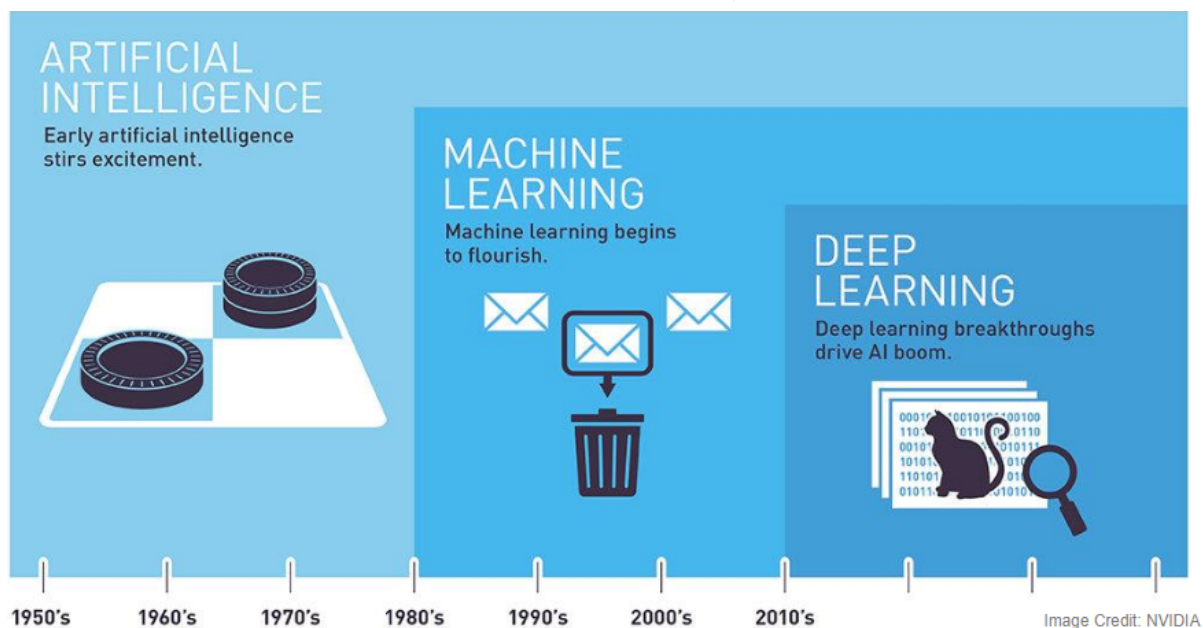 ARTIFICIAL
INTELLIGENCE
Early artificial intelligence
stirs excitement.
MACHINE
LEARNING
Machine learning begins
to flourish.
DEEP
LEARNING
Deep learning breakthroughs
drive AI boom.
1950's 1960's 1970's 1980's 1990's 2000's 2010's
Image Credit: NVIDIA